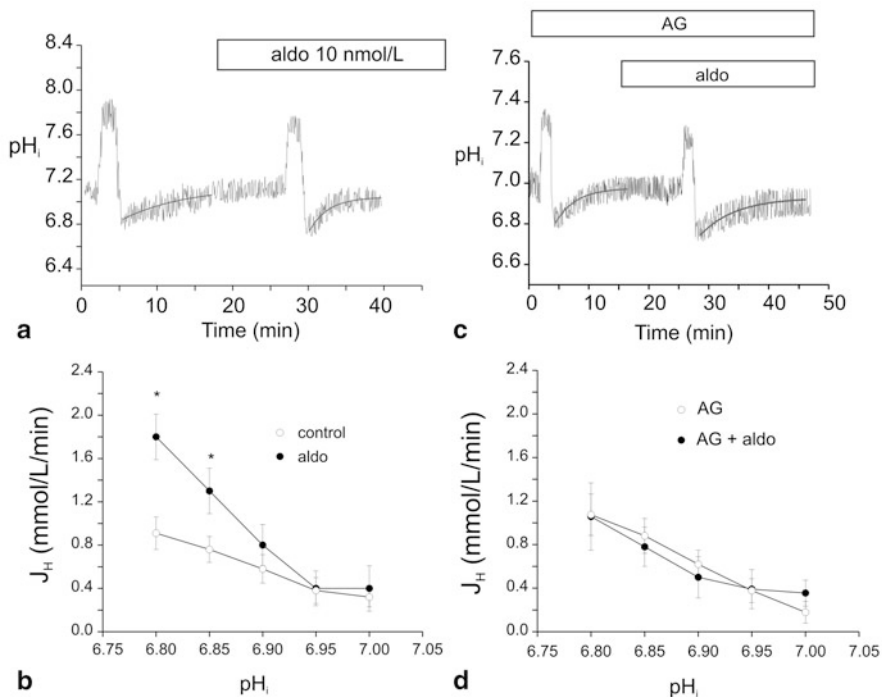 8.4
8.0
7.6
7.2
6.8
6.4
pHi
aldo 10 nmol/L
0 10 20 30 40
Time (min)
a
AG
aldo
7.6
7.4
7.2
7.0
6.8
6.6
pHi
0 10 20 30 40 50
Time (min)
c
2.4
2.0
1.6
1.2
0.8
0.4
0.0
JH (mmol/L/min)
*
*
control
aldo
6.75 6.80 6.85 6.90 6.95 7.00 7.05
pHi
b
2.4
2.0
1.6
1.2
0.8
0.4
0.0
JH (mmol/L/min)
AG
AG + aldo
6.75 6.80 6.85 6.90 6.95 7.00 7.05
pHi
d